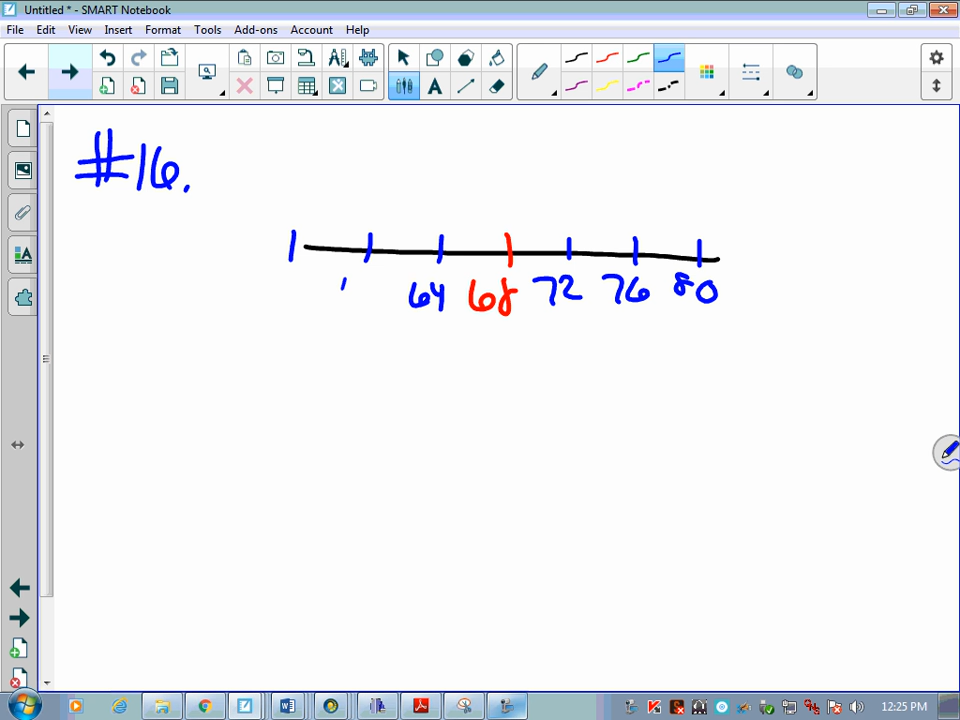 Untitled * - SMART Notebook
File Edit View Insert Format Tools Add-ons Account Help
#16.
64 68 72 76 80
12:25 PM